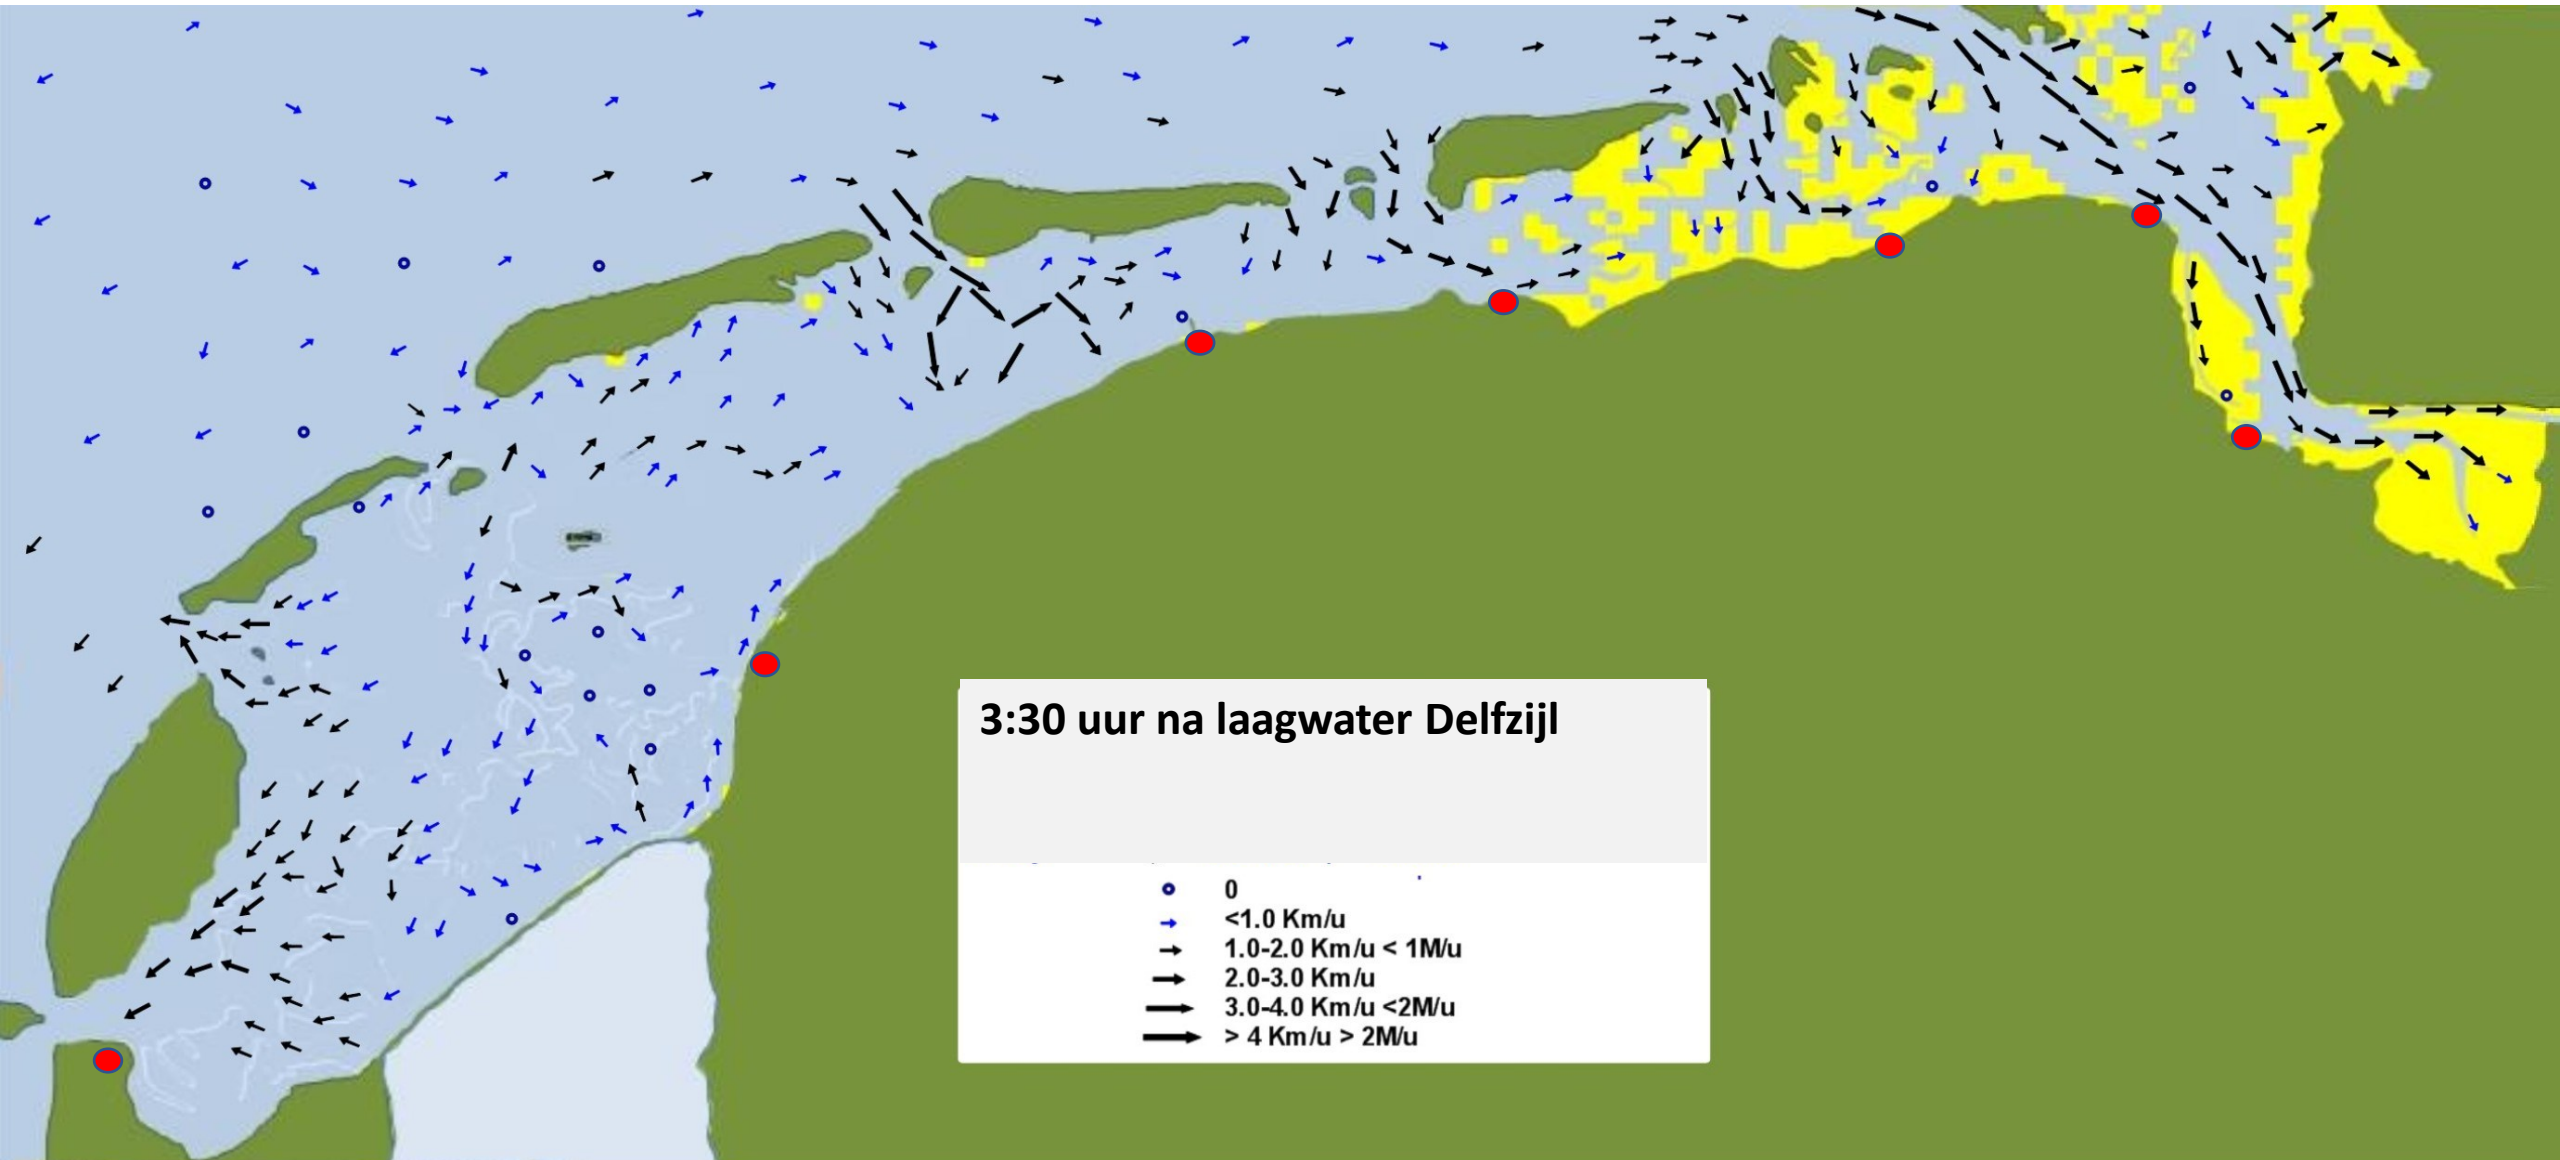 3:30 uur na laagwater Delfzijl
0
<1.0 Km/u
1.0-2.0 Km/u < 1M/u
2.0-3.0 Km/u
3.0-4.0 Km/u <2M/u
> 4 Km/u > 2M/u